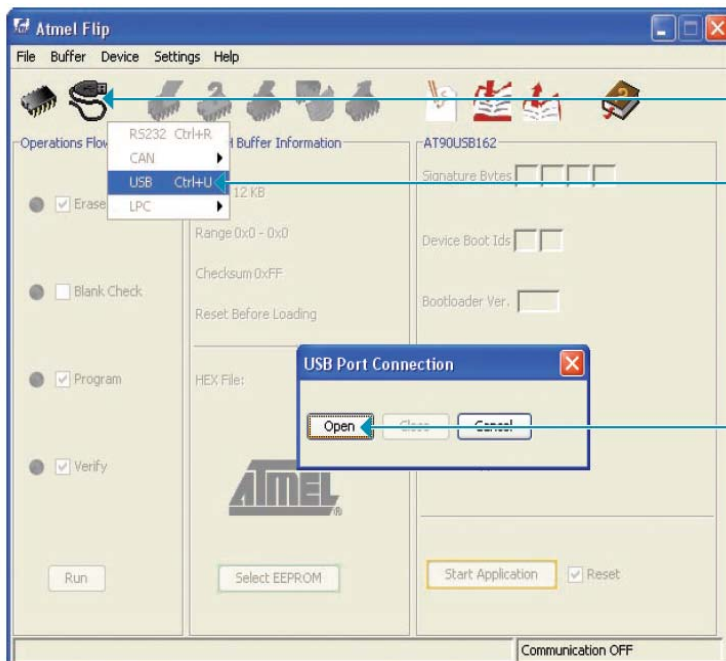 Atmel Flip
File Buffer Device Settings Help
RS232 Ctrl+R
CAN
USB Ctrl+U
LPC
Operations Flow
Erase
Blank Check
Program
Verify
Run
Buffer Information
12 KB
Range 0x0 - 0x0
Checksum 0xFF
Reset Before Loading
HEX File:
ATMEL
®
Select EEPROM
AT90USB162
Signature Bytes
Device Boot Ids
Bootloader Ver.
USB Port Connection
Open Close Cancel
Start Application Reset
Communication OFF